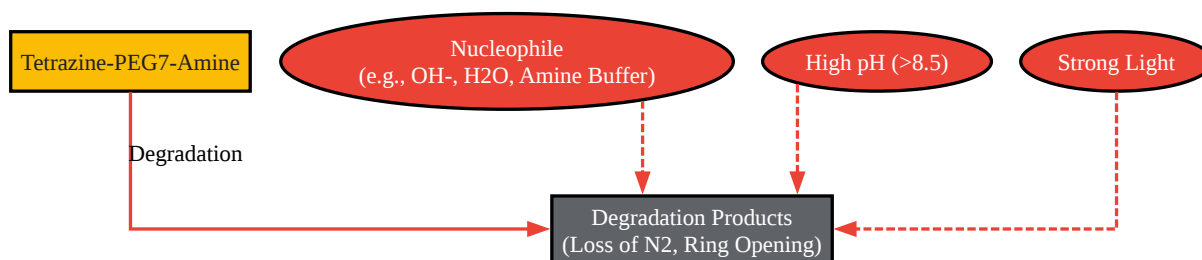 Tetrazine-PEG7-Amine
Nucleophile
(e.g., OH-, H2O, Amine Buffer)
High pH (>8.5)
Strong Light
Degradation
Degradation Products
(Loss of N2, Ring Opening)